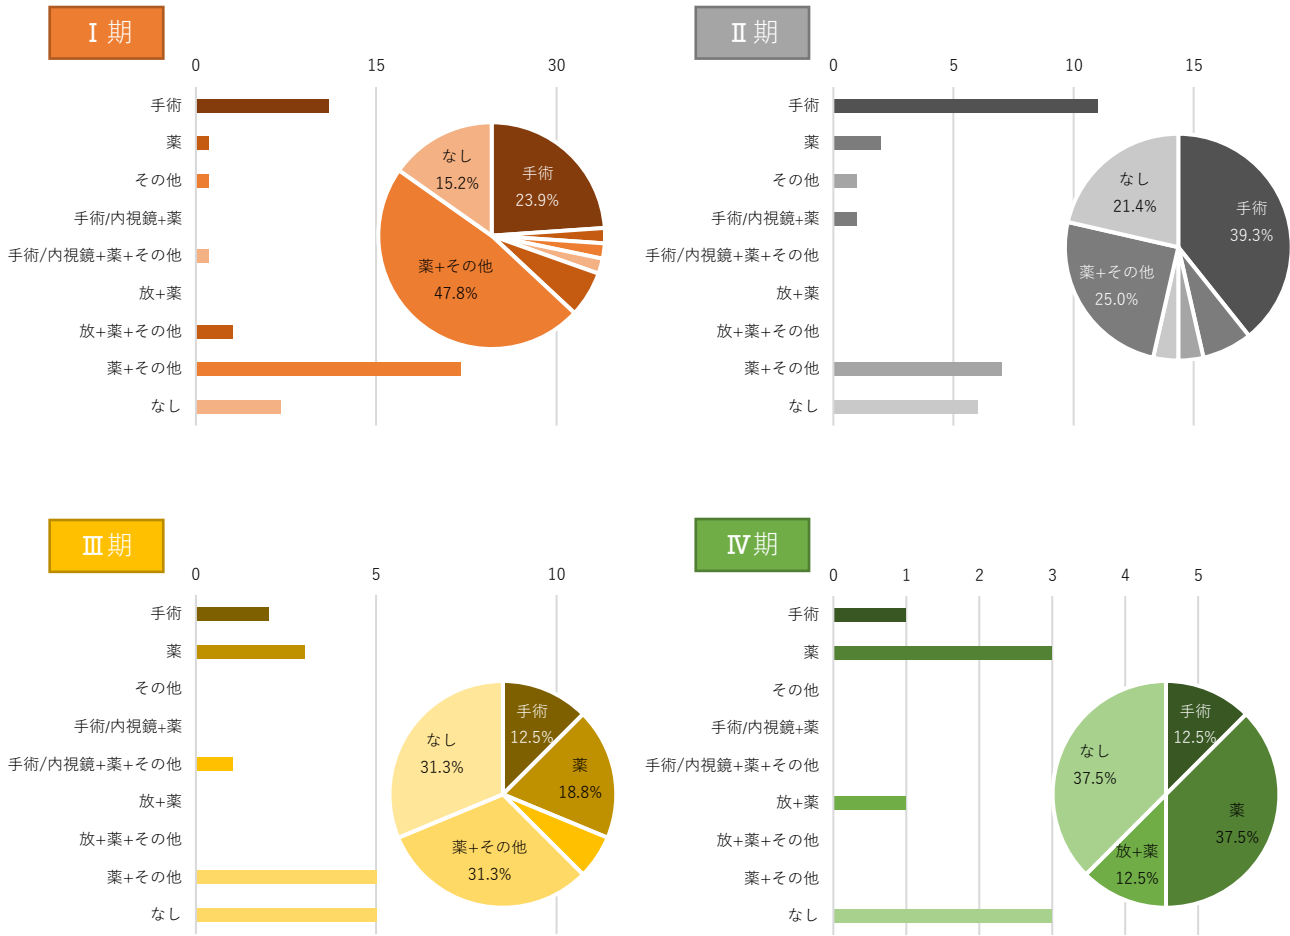 Ⅰ期
0 15 30
手術
薬
その他
手術/内視鏡+薬
手術/内視鏡+薬+その他
放+薬
放+薬+その他
薬+その他
なし
なし
15.2%
手術
23.9%
薬+その他
47.8%
Ⅱ期
0 5 10 15
手術
薬
その他
手術/内視鏡+薬
手術/内視鏡+薬+その他
放+薬
放+薬+その他
薬+その他
なし
なし
21.4%
手術
39.3%
薬+その他
25.0%
Ⅲ期
0 5 10
手術
薬
その他
手術/内視鏡+薬
手術/内視鏡+薬+その他
放+薬
放+薬+その他
薬+その他
なし
手術
12.5%
なし
31.3%
薬
18.8%
薬+その他
31.3%
Ⅳ期
0 1 2 3 4 5
手術
薬
その他
手術/内視鏡+薬
手術/内視鏡+薬+その他
放+薬
放+薬+その他
薬+その他
なし
手術
12.5%
なし
37.5%
薬
37.5%
放+薬
12.5%